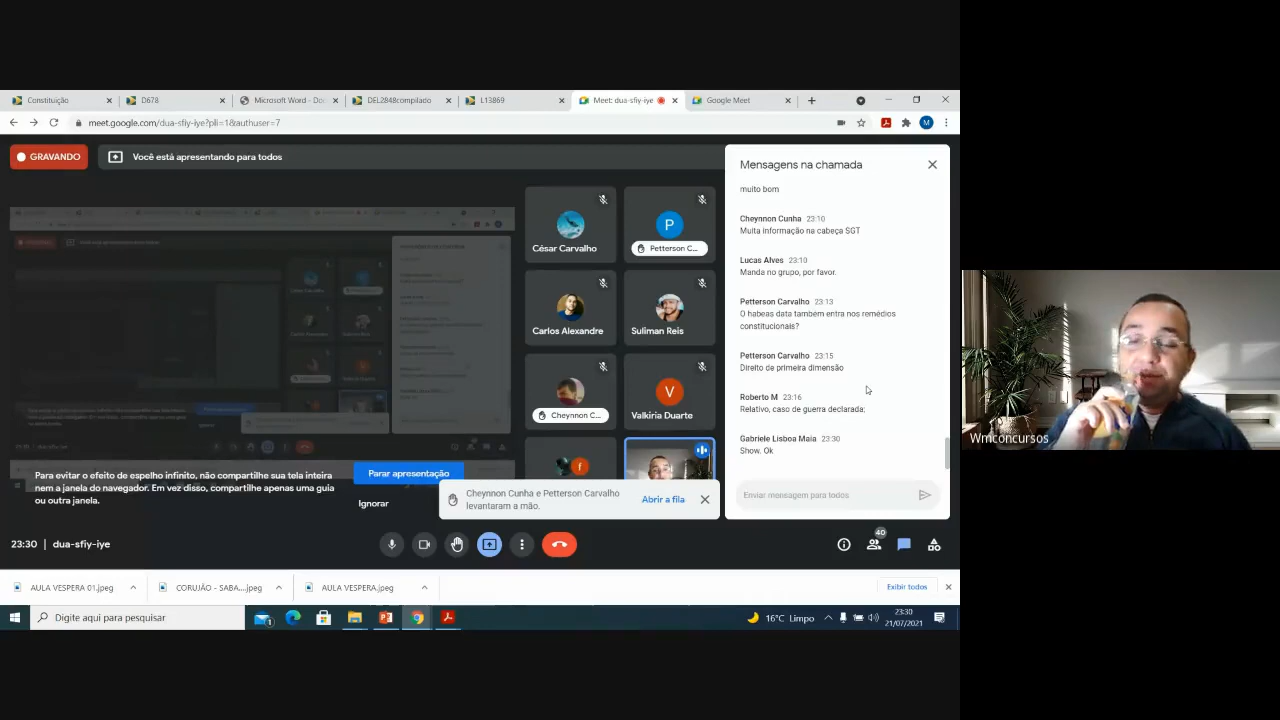 Constituição
D678
Microsoft Word - Do
DEL2848compilado
L13869
Meet: dua-sfiy-iye
Google Meet
meet.google.com/dua-sfiy-iye?pli=1&authuser=7
GRAVANDO
Você está apresentando para todos
César Carvalho
P
Petterson C...
Carlos Alexandre
Suliman Reis
Cheynnon C...
V
Valkiria Duarte
f
Para evitar o efeito de espelho infinito, não compartilhe sua tela inteira
nem a janela do navegador. Em vez disso, compartilhe apenas uma guia
ou outra janela.
Parar apresentação
Ignorar
Cheynnon Cunha e Petterson Carvalho
levantaram a mão.
Abrir a fila
Mensagens na chamada
muito bom
Cheynnon Cunha 23:10
Muita informação na cabeça SGT
Lucas Alves 23:10
Manda no grupo, por favor.
Petterson Carvalho 23:13
O habeas data também entra nos remédios
constitucionais?
Petterson Carvalho 23:15
Direito de primeira dimensão
Roberto M 23:16
Relativo, caso de guerra declarada;
Gabriele Lisboa Maia 23:30
Show. Ok
Enviar mensagem para todos
23:30 | dua-sfiy-iye
40
AULA VESPERA 01.jpeg
CORUJÃO - SABA....jpeg
AULA VESPERA.jpeg
Exibir todos
Digite aqui para pesquisar
16°C Limpo
23:30
21/07/2021
Wmconcursos